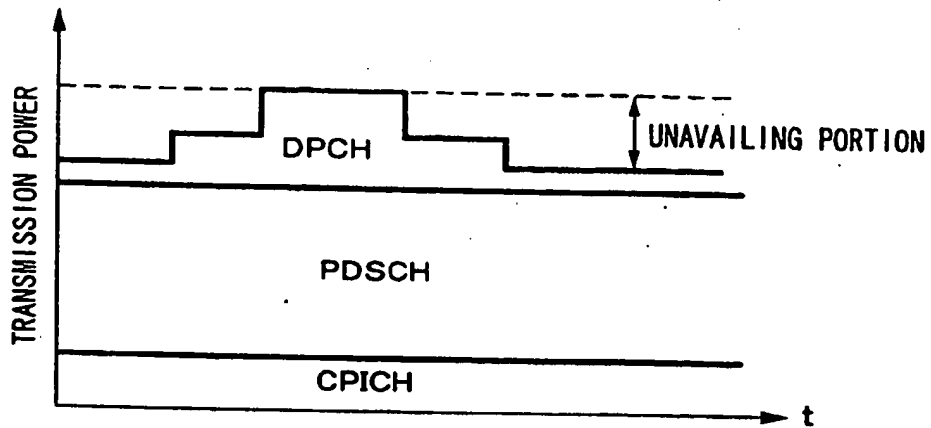 TRANSMISSION POWER
DPCH
UNAVAILING PORTION
PDSCH
CPICH
t